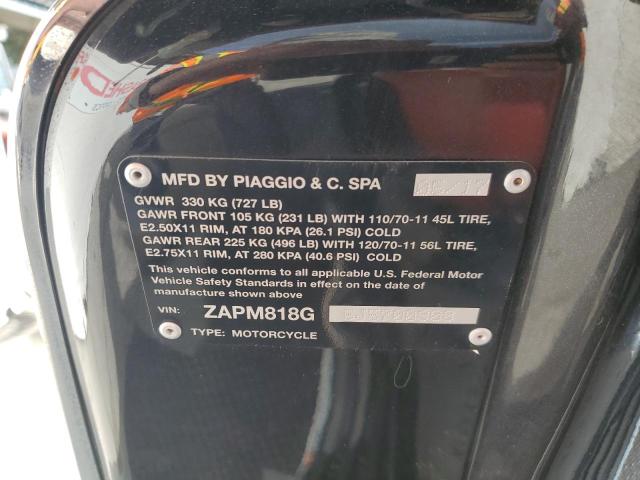 MFD BY PIAGGIO & C. SPA
GVWR 330 KG (727 LB)
GAWR FRONT 105 KG (231 LB) WITH 110/70-11 45L TIRE,
E2.50X11 RIM, AT 180 KPA (26.1 PSI) COLD
GAWR REAR 225 KG (496 LB) WITH 120/70-11 56L TIRE,
E2.75X11 RIM, AT 280 KPA (40.6 PSI) COLD
This vehicle conforms to all applicable U.S. Federal Motor
Vehicle Safety Standards in effect on the date of
manufacture shown above
VIN: ZAPM818G
TYPE: MOTORCYCLE